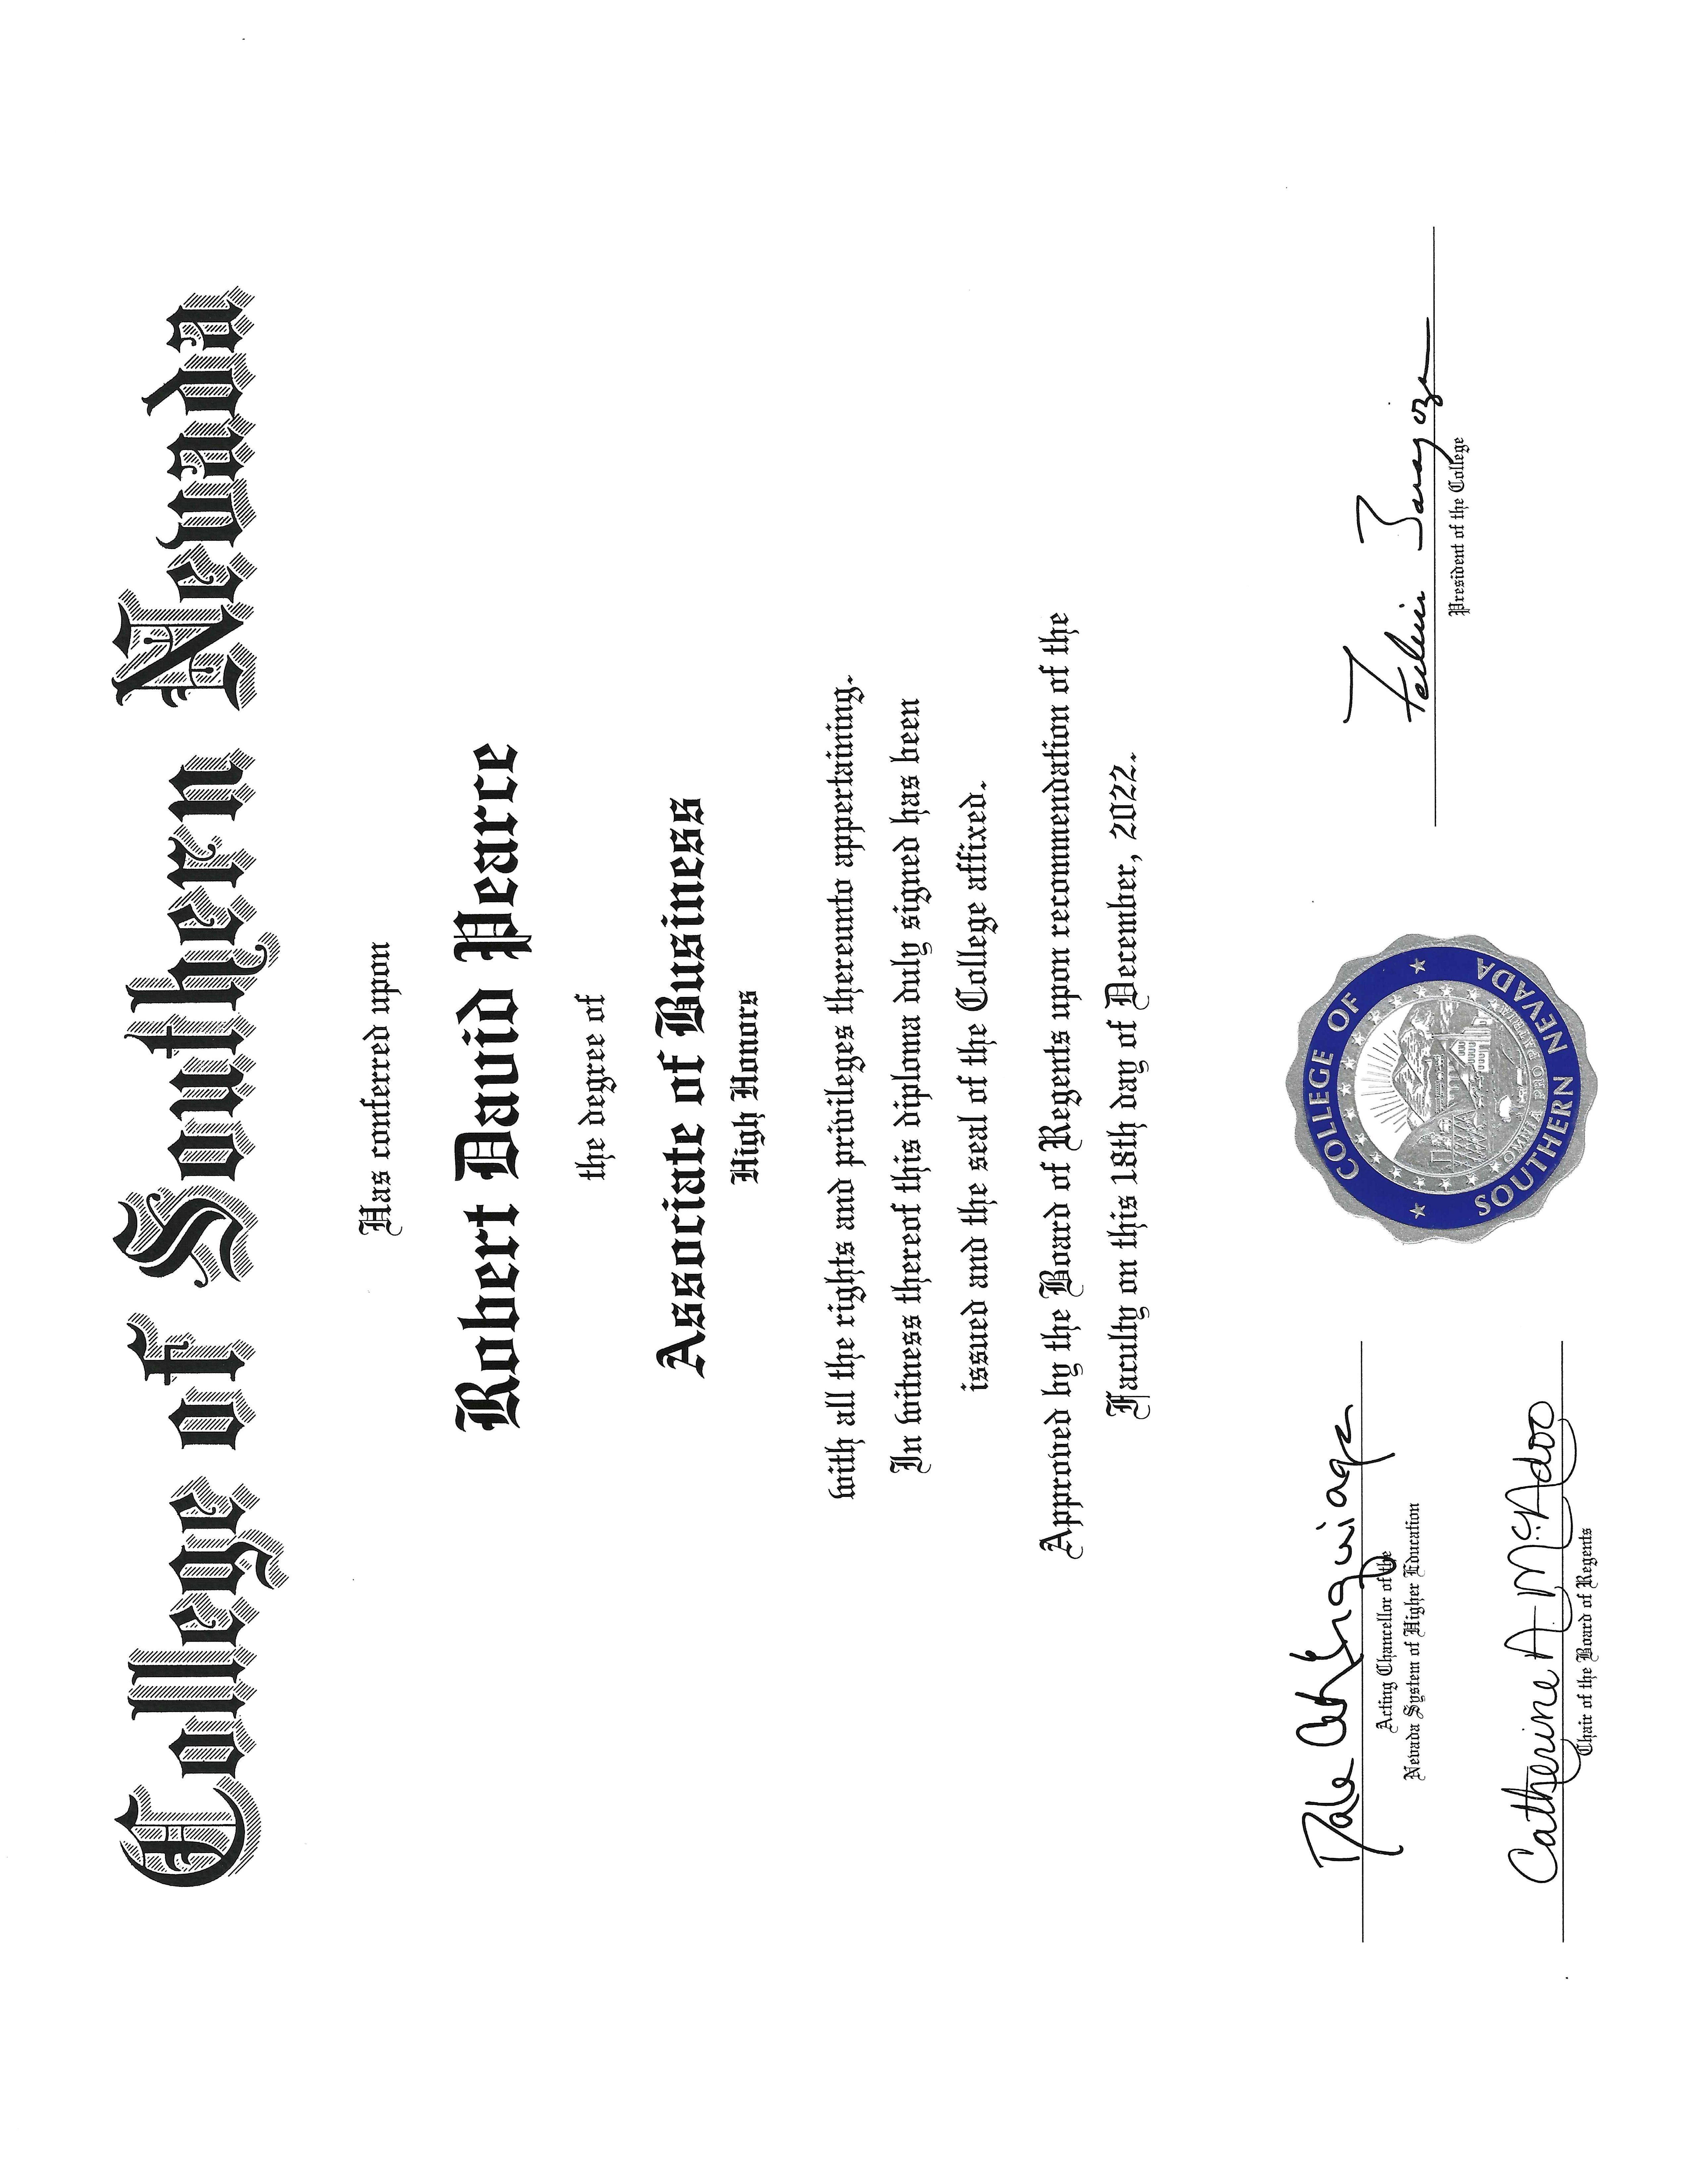 College of Southern Nevada
Has conferred upon
Robert David Pearce
the degree of
Associate of Business
High Honors
with all the rights and privileges thereunto appertaining.
In witness thereof this diploma duly signed has been
issued and the seal of the College affixed.
Approved by the Board of Regents upon recommendation of the
Faculty on this 18th day of December, 2022.
Acting Chancellor of the
Nevada System of Higher Education
Catherine A McAdoo
Chair of the Board of Regents
COLLEGE OF
SOUTHERN NEVADA
OMNIA PRO PATRIA
Federico Zaragoza
President of the College